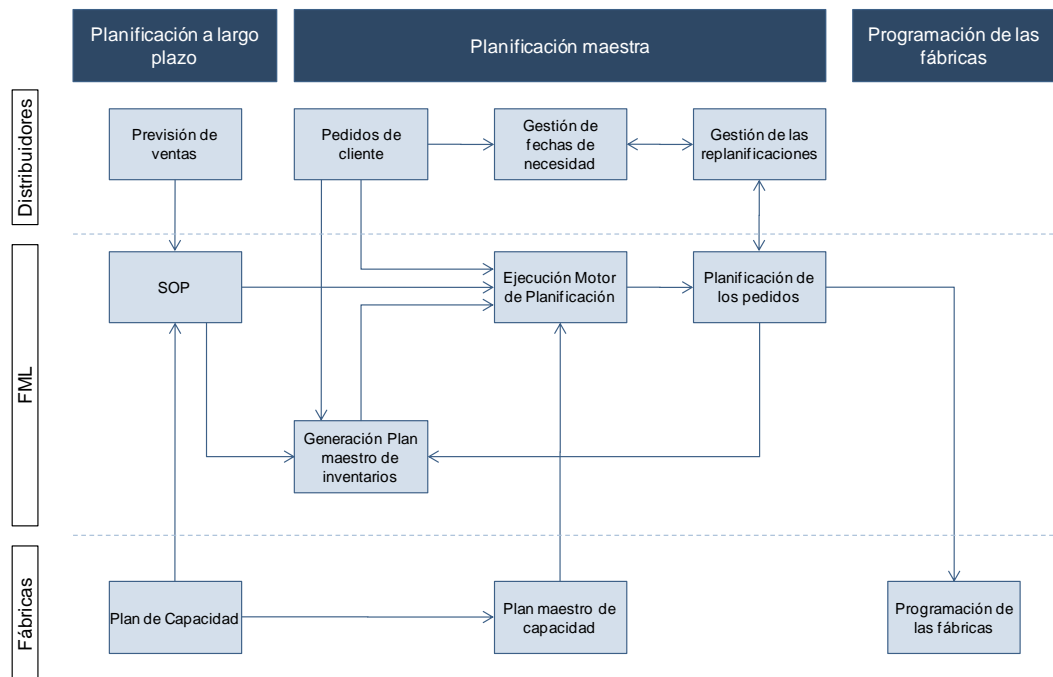 Planificación a largo
plazo
Planificación maestra
Programación de las
fábricas
Distribuidores
Previsión de
ventas
Pedidos de
cliente
Gestión de
fechas de
necesidad
Gestión de las
replanificaciones
FML
SOP
Ejecución Motor
de Planificación
Planificación de
los pedidos
Generación Plan
maestro de
inventarios
Fábricas
Plan de Capacidad
Plan maestro de
capacidad
Programación de
las fábricas